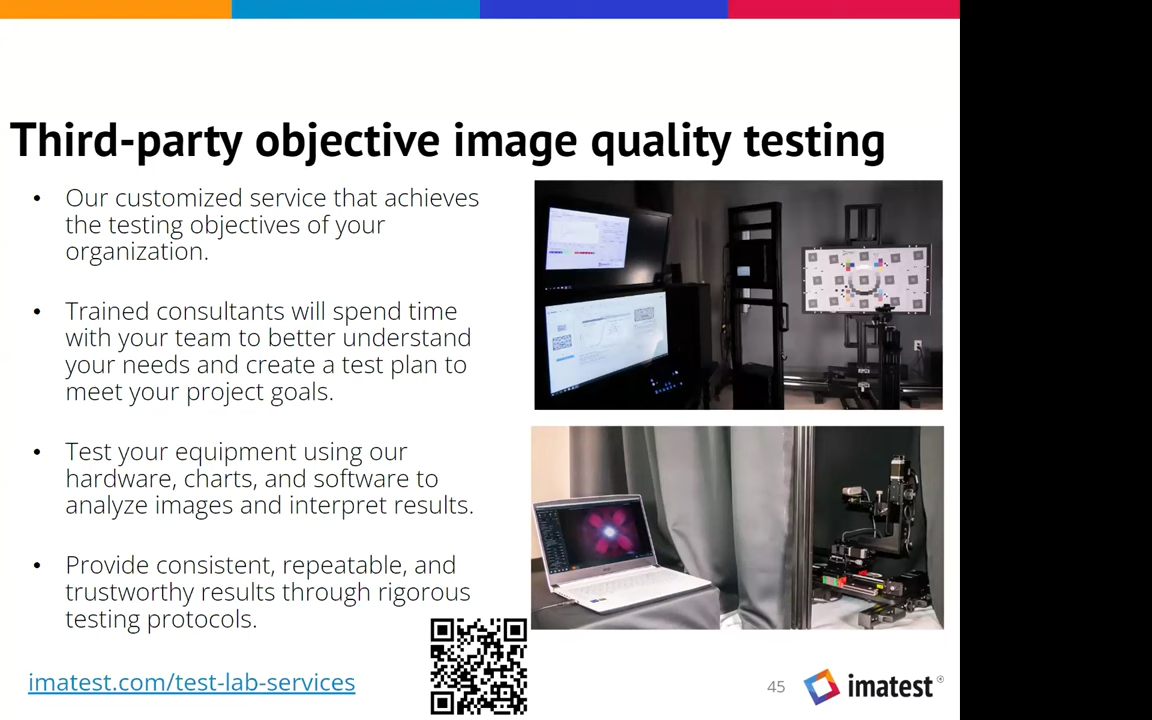 Third-party objective image quality testing
• Our customized service that achieves
the testing objectives of your
organization.
• Trained consultants will spend time
with your team to better understand
your needs and create a test plan to
meet your project goals.
• Test your equipment using our
hardware, charts, and software to
analyze images and interpret results.
• Provide consistent, repeatable, and
trustworthy results through rigorous
testing protocols.
imatest.com/test-lab-services
45
imatest®